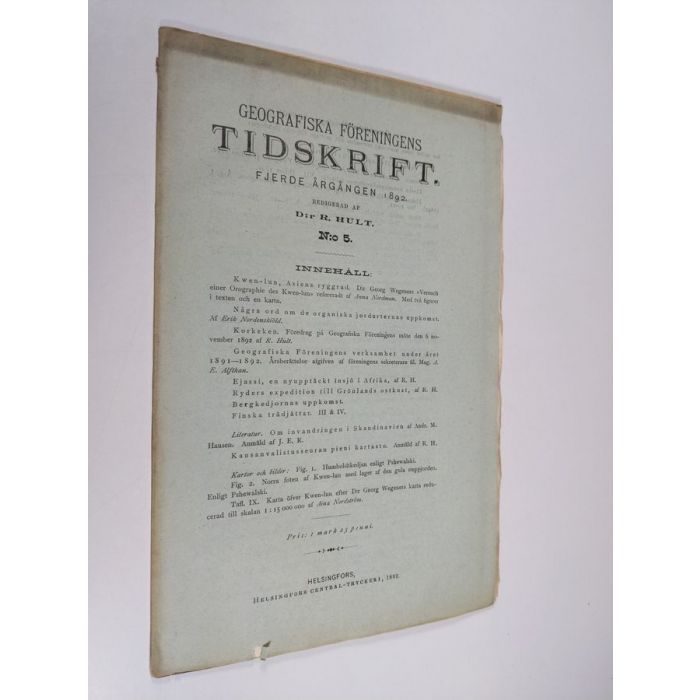 GEOGRAFISKA FÖRENINGENS
TIDSKRIFT.
FJERDE ÅRGÅNGEN 1892.
REDIGERAD AF
D:r R. HULT.
N:o 5.
INNEHÅLL:
Kwen-lun, Asiens ryggrad. D:r Georg Wegeners »Versuch
einer Orographie des Kwen-lun» refereradt af Anna Nordman. Med två figurer
i texten och en karta.
Några ord om de organiska jordarternas uppkomst.
Af Erik Nordenskiöld.
Korkeken. Föredrag på Geografiska Föreningens möte den 6 no-
vember 1892 af R. Hult.
Geografiska Föreningens verksamhet under året
1891—1892. Årsberättelse afgifven af föreningens sekreterare fil. Mag. A.
E. Alfthan.
Ejassi, en nyupptäckt insjö i Afrika, af R. H.
Ryders expedition till Grönlands ostkust, af R. H.
Bergkedjornas uppkomst.
Finska trädjättar. III & IV.
Literatur. Om invandringen i Skandinavien af Andr. M.
Hansen. Anmäld af J. E. R.
Kansanvalistusseuran pieni kartasto. Anmäld af R. H.
Kartor och bilder: Fig. 1. Humboldtkedjan enligt Pshewalski.
Fig. 2. Norra foten af Kwen-lun med lager af den gula
Enligt Pshewalski.
Tafl. IX. Karta öfver Kwen-lun efter D:r Georg Wegeners karta redu-
cerad till skalan 1 : 15 000 000 af Aina Nordström.
Pris: 1 mark 25 penni.
HELSINGFORS,
HELSINGFORS CENTRAL-TRYCKERI, 1892.